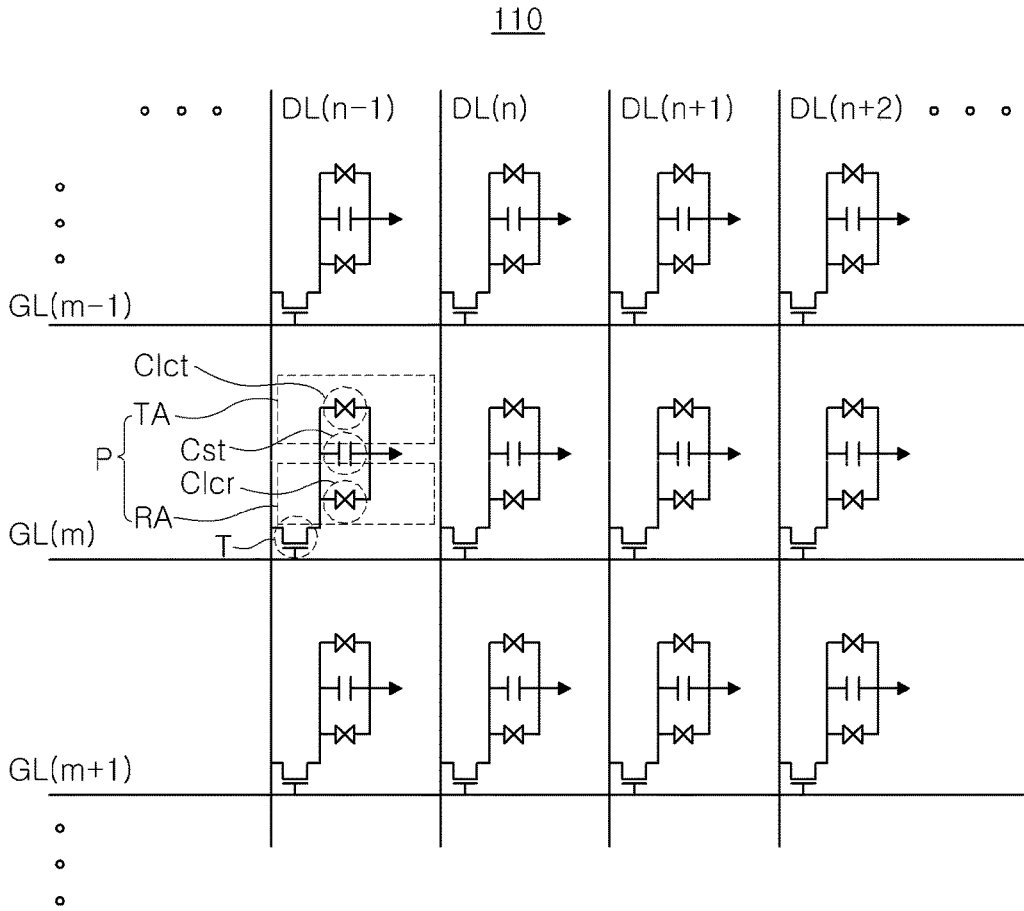 110
DL(n-1) DL(n) DL(n+1) DL(n+2)
GL(m-1)
Clct
TA
P
Cst
Clcr
RA
GL(m)
T
GL(m+1)